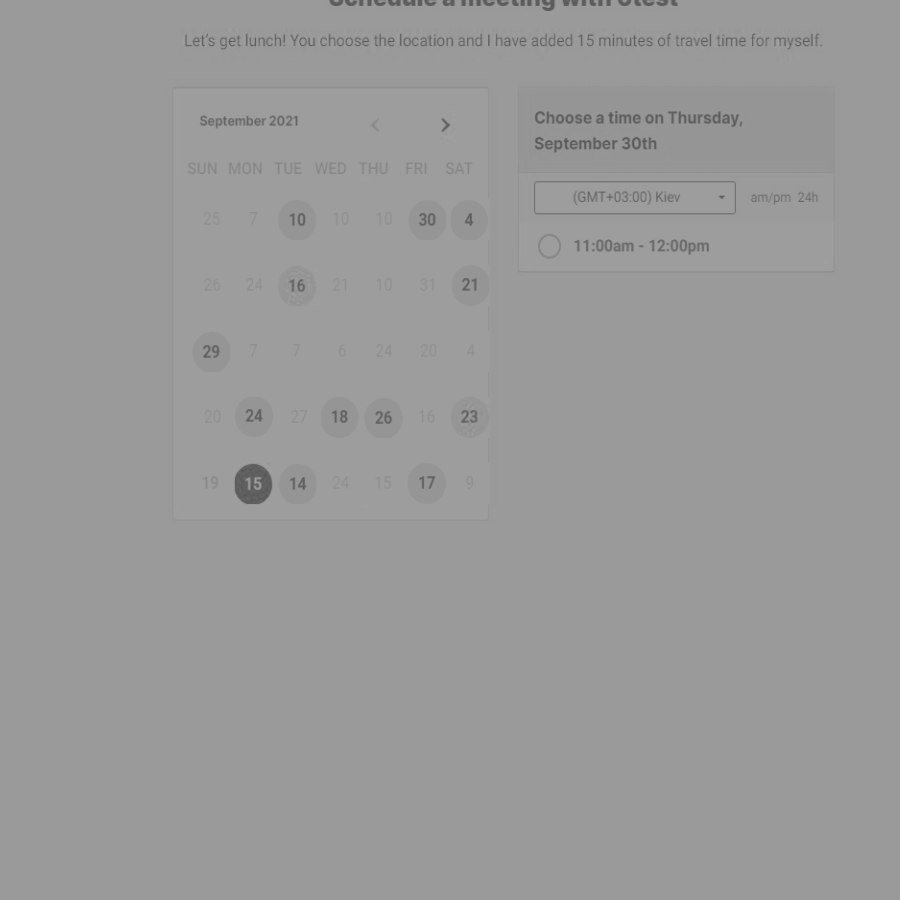 Schedule a meeting with Utest
Let's get lunch! You choose the location and I have added 15 minutes of travel time for myself.
September 2021
SUN MON TUE WED THU FRI SAT
25 7 10 10 10 30 4
26 24 16 21 10 31 21
29 7 7 6 24 20 4
20 24 27 18 26 16 23
19 15 14 24 15 17 9
Choose a time on Thursday,
September 30th
(GMT+03:00) Kiev am/pm 24h
11:00am - 12:00pm